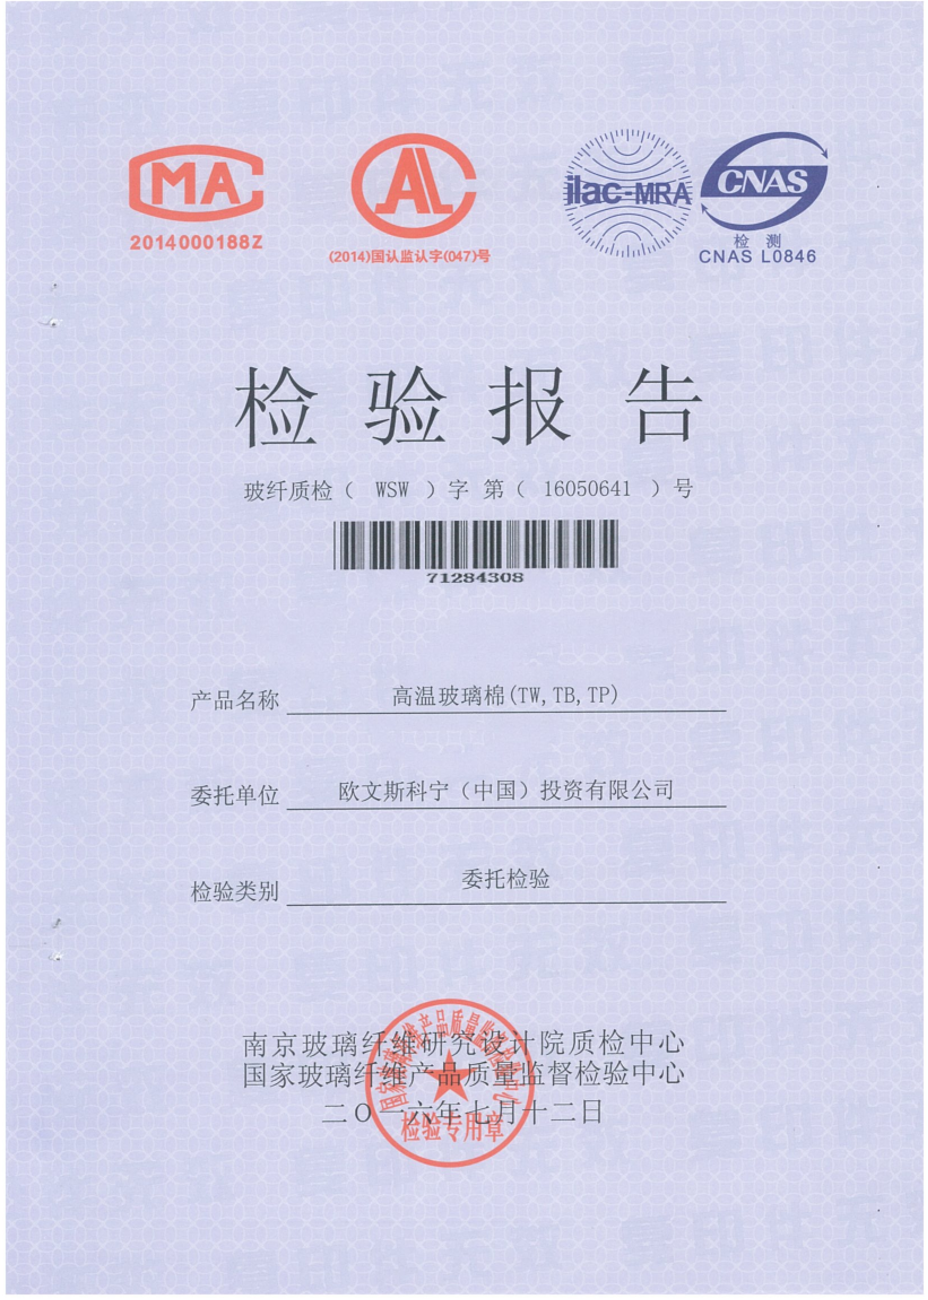 MA
2014000188Z
CAL
(2014)国认监认字(047)号
ilac-MRA
CNAS
检 测
CNAS L0846
检验报告
玻纤质检（ WSW ）字 第（ 16050641 ）号
71284308
产品名称 高温玻璃棉(TW,TB,TP)
委托单位 欧文斯科宁（中国）投资有限公司
检验类别 委托检验
南京玻璃纤维研究设计院质检中心
国家玻璃纤维产品质量监督检验中心
二〇一六年七月十二日
国家玻璃纤维产品质量监督检验中心
检验专用章
复印件无效